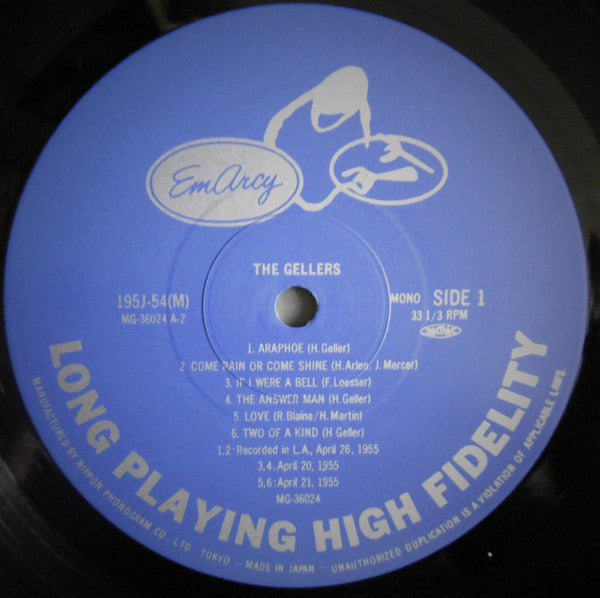 EmArcy
THE GELLERS
195J-54(M)
MG-36024 A-2
MONO SIDE 1
33 1/3 RPM
1. ARAPHOE (H.Geller)
2 COME RAIN OR COME SHINE (H. Arlen, J. Mercer)
3. IF I WERE A BELL (F.Loesser)
4. THE ANSWER MAN (H.Geller)
5. LOVE (R.Blaine/H.Martin)
6. TWO OF A KIND (H Geller)
1.2: Recorded in L.A., April 26, 1955
3,4. April 20, 1955
5,6: April 21, 1955
MG-36024
LONG PLAYING HIGH FIDELITY
MANUFACTURED BY NIPPON PHONOGRAM CO. LTD TOKYO – MADE IN JAPAN – UNAUTHORIZED DUPLICATION IS A VIOLATION OF APPLICABLE LAWS.